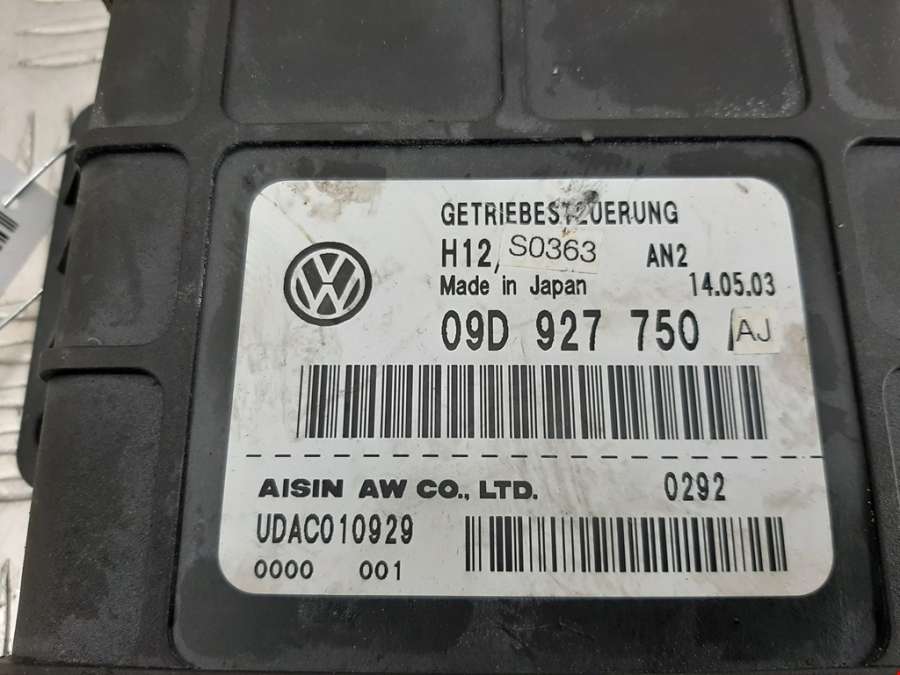 GETRIEBESTEUERUNG
H12, S0363 AN2
Made in Japan 14.05.03
09D 927 750 AJ
AISIN AW CO., LTD. 0292
UDAC010929
0000 001